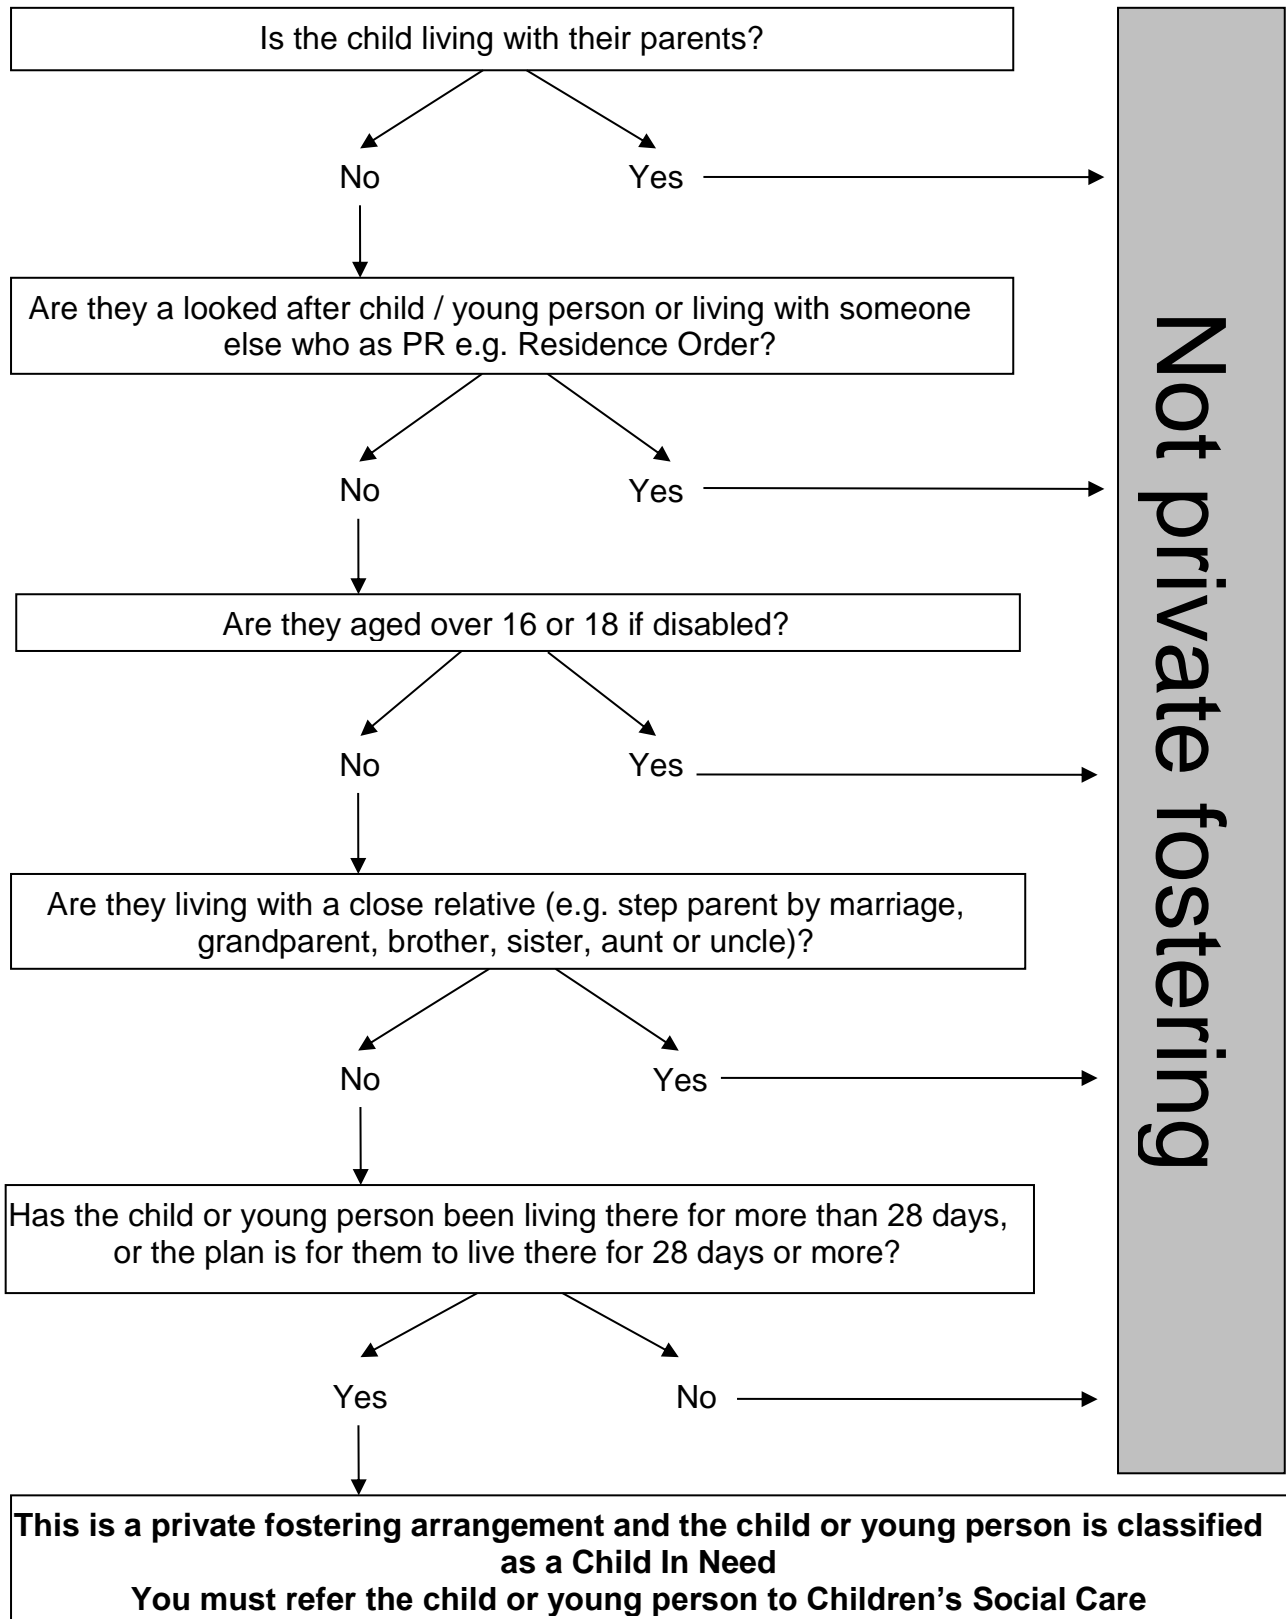 Is the child living with their parents?
No
Yes
Are they a looked after child / young person or living with someone
else who as PR e.g. Residence Order?
No
Yes
Are they aged over 16 or 18 if disabled?
No
Yes
Are they living with a close relative (e.g. step parent by marriage,
grandparent, brother, sister, aunt or uncle)?
No
Yes
Has the child or young person been living there for more than 28 days,
or the plan is for them to live there for 28 days or more?
Yes
No
This is a private fostering arrangement and the child or young person is classified
as a Child In Need
You must refer the child or young person to Children's Social Care
Not private fostering